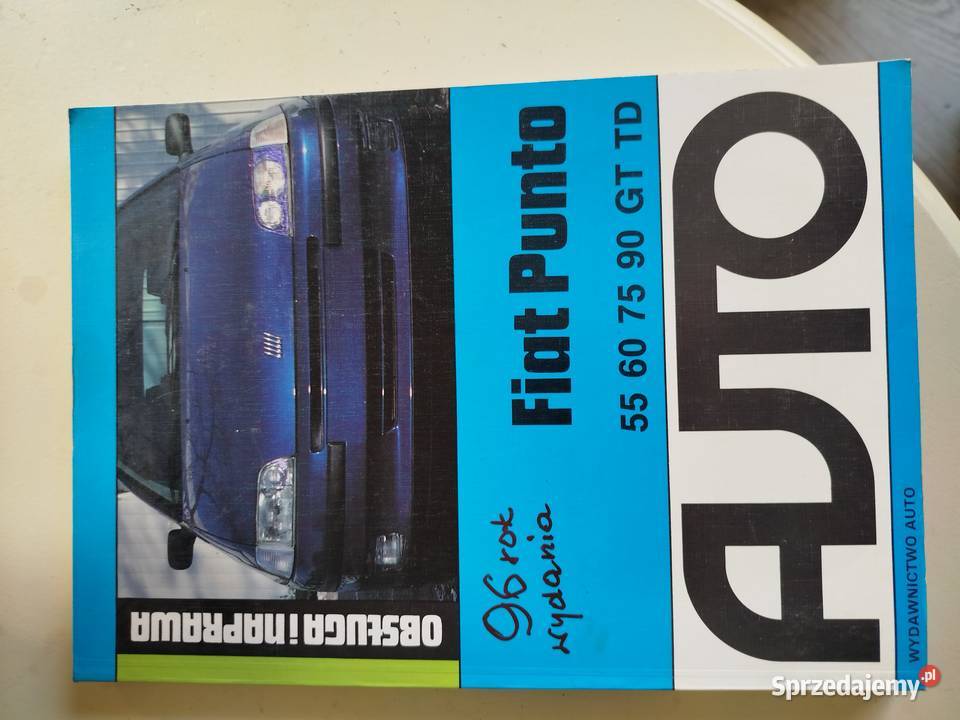 OBSŁUGA i NAPRAWA
Fiat Punto
55 60 75 90 GT TD
96 rok
wydania
AUTO
WYDAWNICTWO AUTO
Sprzedajemy.pl